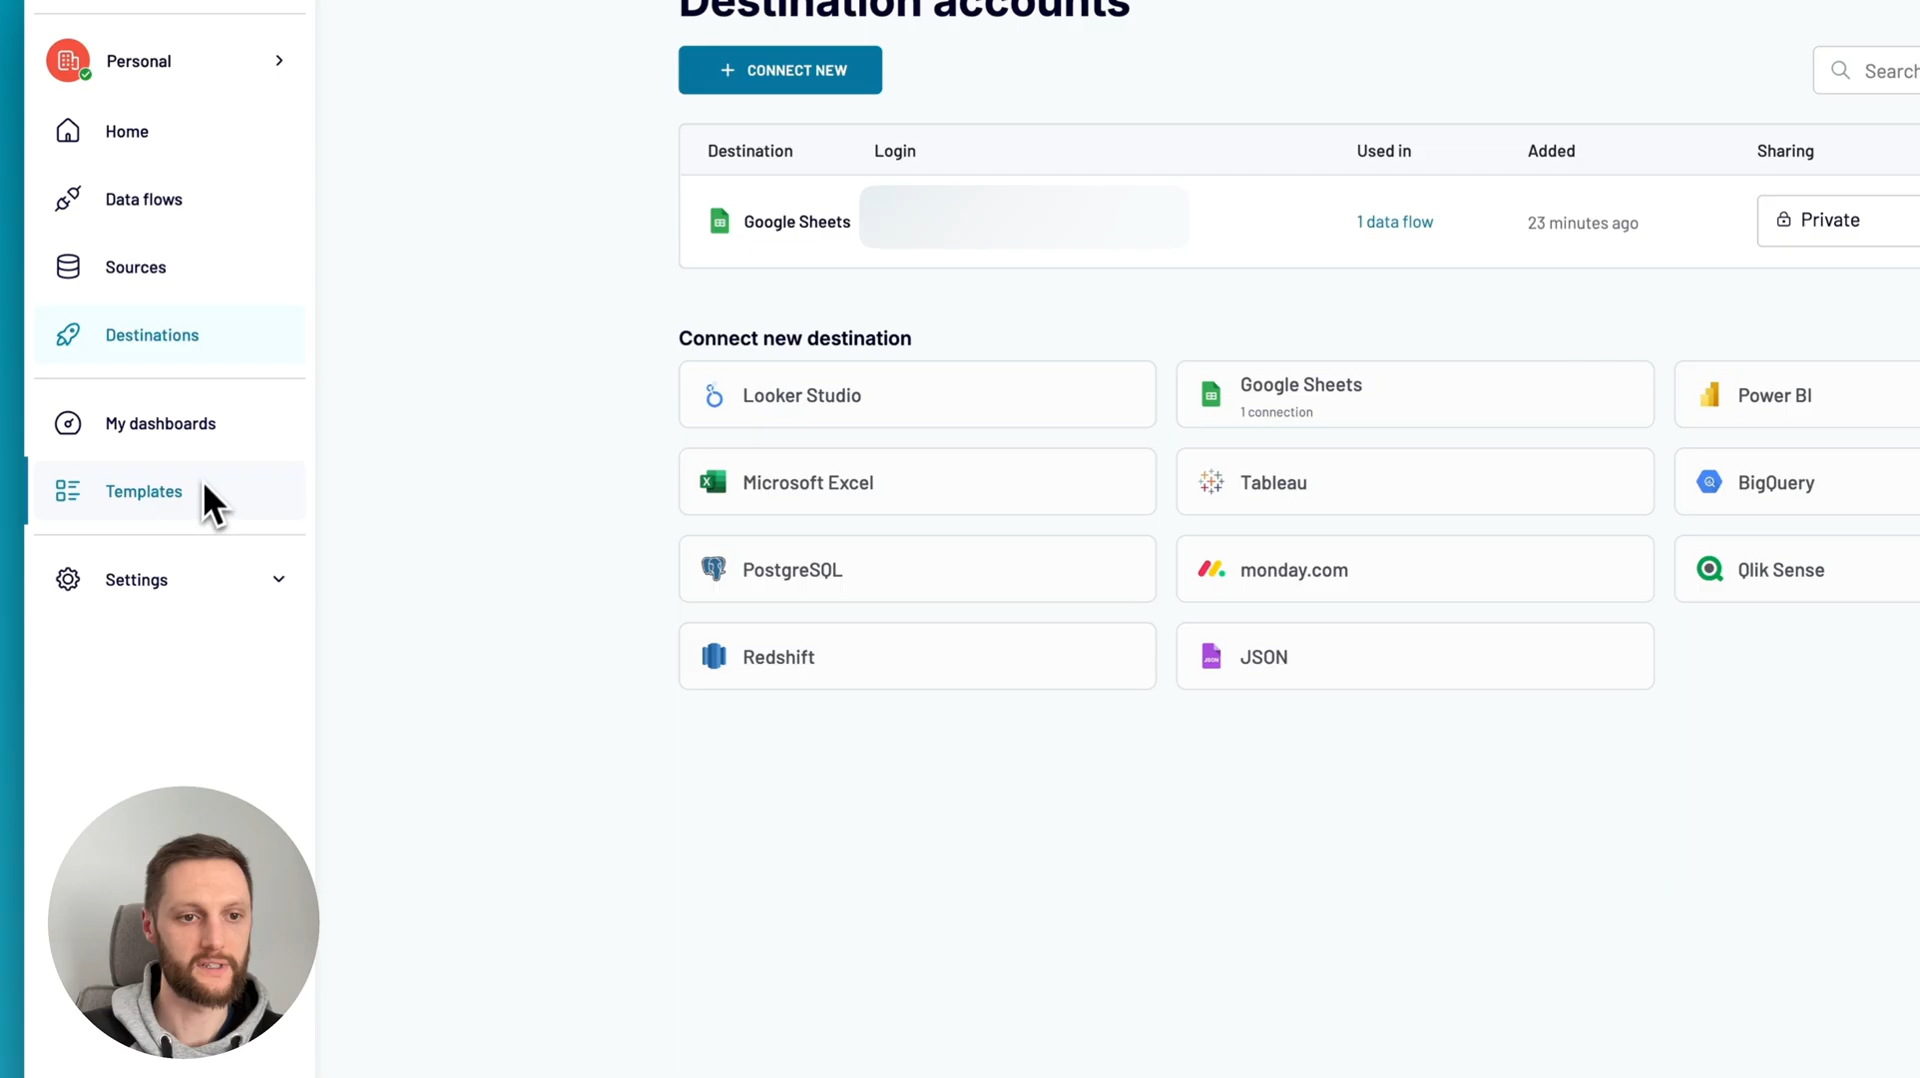 Destination accounts
Personal
Home
Data flows
Sources
Destinations
My dashboards
Templates
Settings
+ CONNECT NEW
Search
Destination Login Used in Added Sharing
Google Sheets 1 data flow 23 minutes ago Private
Connect new destination
Looker Studio
Google Sheets
1 connection
Power BI
Microsoft Excel
Tableau
BigQuery
PostgreSQL
monday.com
Qlik Sense
Redshift
JSON
JSON